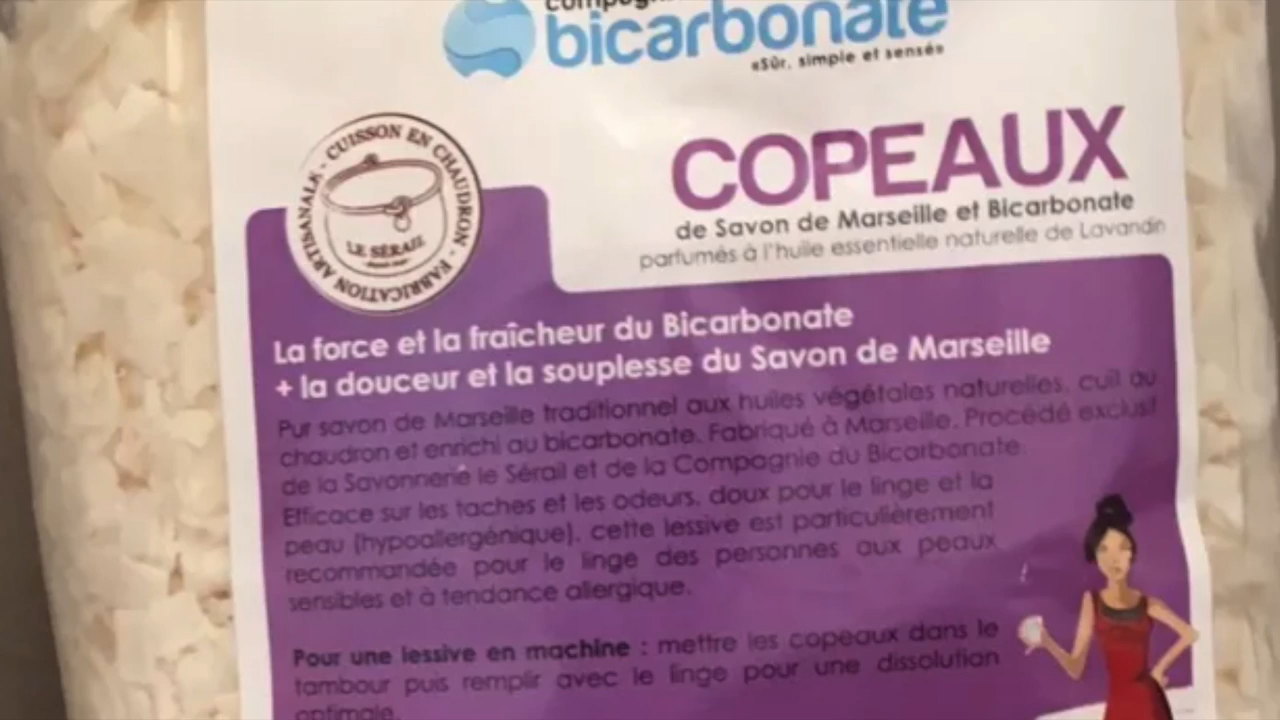 bicarbonate
«Sûr, simple et sensé»
CUISSON EN CHAUDRON - FABRICATION ARTISANALE -
LE SÉRAIL
COPEAUX
de Savon de Marseille et Bicarbonate
parfumés à l'huile essentielle naturelle de Lavandin
La force et la fraîcheur du Bicarbonate
+ la douceur et la souplesse du Savon de Marseille
Pur savon de Marseille traditionnel aux huiles végétales naturelles, cuit au
chaudron et enrichi au bicarbonate. Fabriqué à Marseille. Procédé exclusif
de la Savonnerie le Sérail et de la Compagnie du Bicarbonate.
Efficace sur les taches et les odeurs, doux pour le linge et la
peau (hypoallergénique), cette lessive est particulièrement
recommandée pour le linge des personnes aux peaux
sensibles et à tendance allergique.
Pour une lessive en machine : mettre les copeaux dans le
tambour puis remplir avec le linge pour une dissolution
optimale.